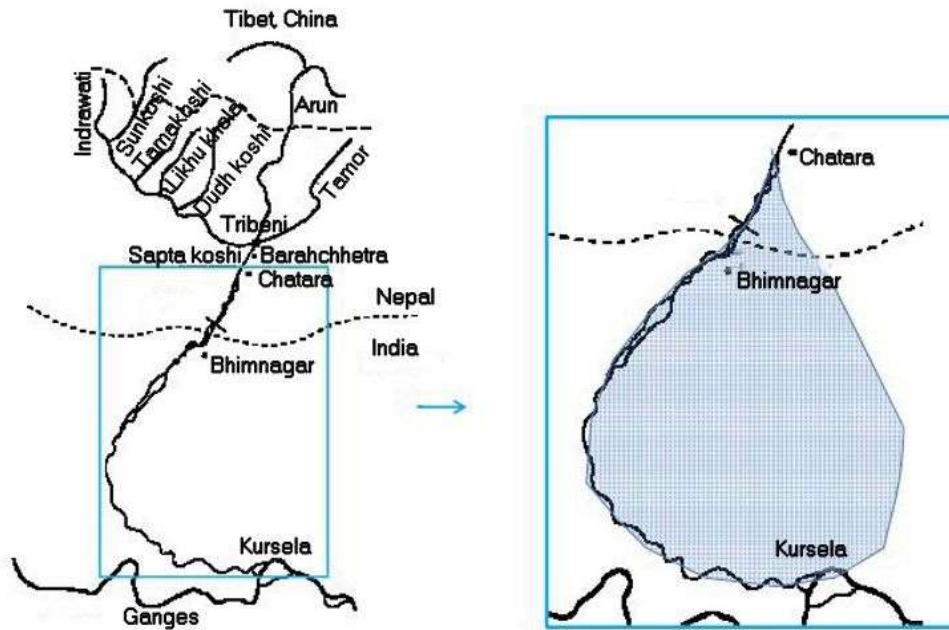 Tibet, China
Indrawati
Sunkoshi
Tamakoshi
Likhu khola
Dudh koshi
Arun
Tamor
Tribeni
Sapta koshi
Barahchhetra
Chatara
Nepal
India
Bhimnagar
Kursela
Ganges
Chatara
Bhimnagar
Kursela